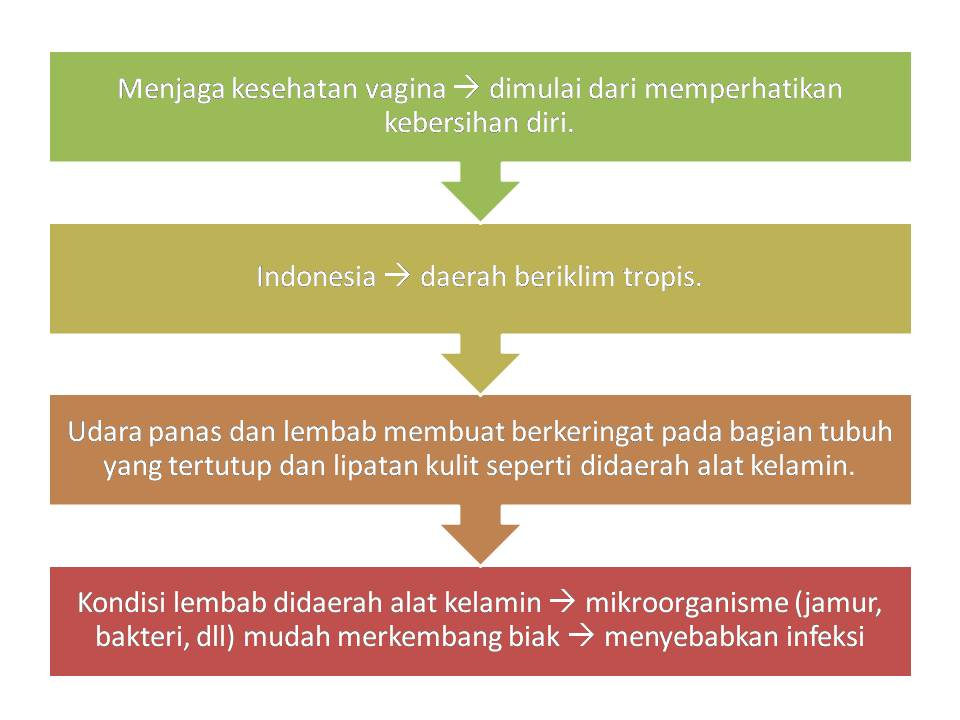 Menjaga kesehatan vagina → dimulai dari memperhatikan
kebersihan diri.
Indonesia → daerah beriklim tropis.
Udara panas dan lembab membuat berkeringat pada bagian tubuh
yang tertutup dan lipatan kulit seperti didaerah alat kelamin.
Kondisi lembab didaerah alat kelamin → mikroorganisme (jamur,
bakteri, dll) mudah merkembang biak → menyebabkan infeksi